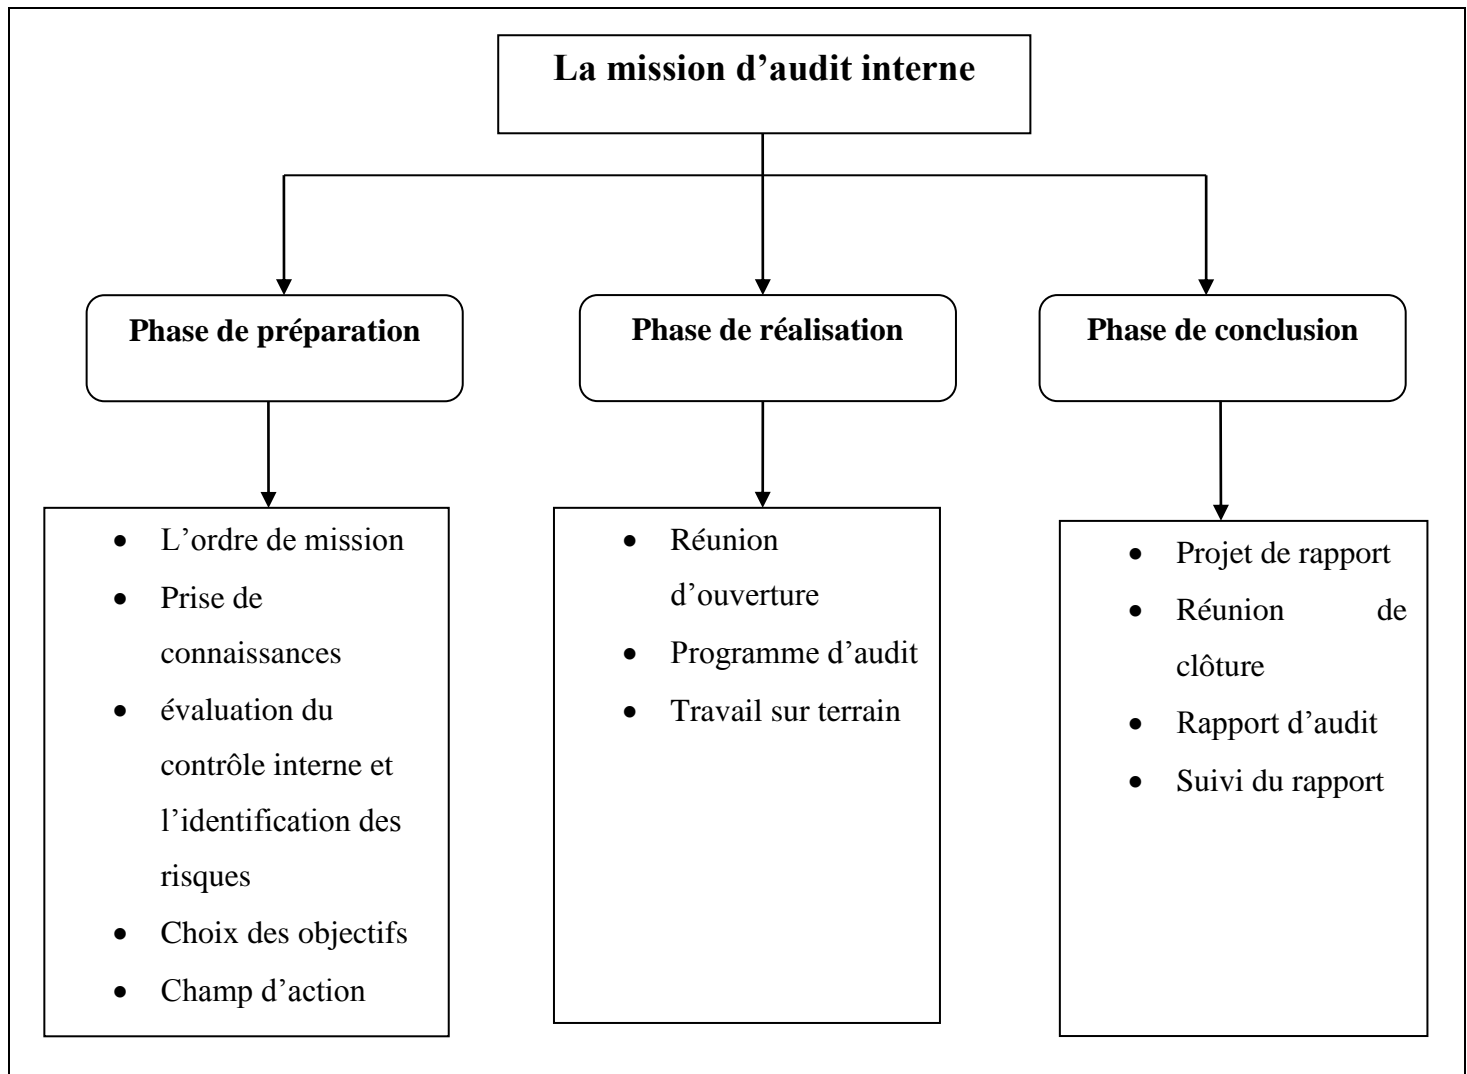 La mission d’audit interne
Phase de préparation
Phase de réalisation
Phase de conclusion
• L’ordre de mission
• Prise de
connaissances
• évaluation du
contrôle interne et
l’identification des
risques
• Choix des objectifs
• Champ d’action
• Réunion
d’ouverture
• Programme d’audit
• Travail sur terrain
• Projet de rapport
• Réunion de
clôture
• Rapport d’audit
• Suivi du rapport